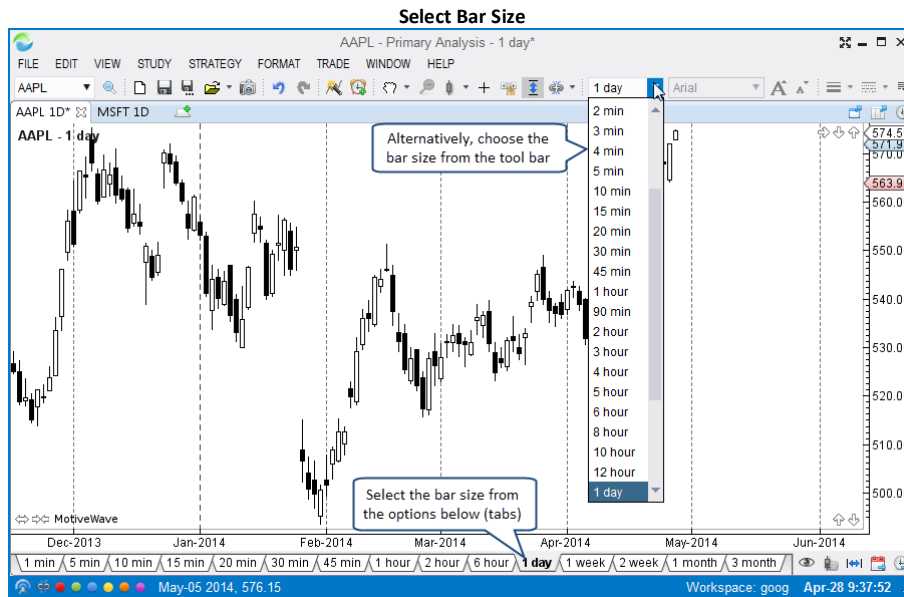 Select Bar Size
AAPL - Primary Analysis - 1 day*
FILE EDIT VIEW STUDY STRATEGY FORMAT TRADE WINDOW HELP
AAPL 1 day Arial A A
AAPL 1D* MSFT 1D
AAPL - 1 day
Alternatively, choose the
bar size from the tool bar
2 min
3 min
4 min
5 min
10 min
15 min
20 min
30 min
45 min
1 hour
90 min
2 hour
3 hour
4 hour
5 hour
6 hour
8 hour
10 hour
12 hour
1 day
574.5
571.9
570.0
563.9
560.0
550.0
540.0
530.0
520.0
510.0
500.0
Select the bar size from
the options below (tabs)
MotiveWave
Dec-2013 Jan-2014 Feb-2014 Mar-2014 Apr-2014 May-2014 Jun-2014
1 min 5 min 10 min 15 min 20 min 30 min 45 min 1 hour 2 hour 6 hour 1 day 1 week 2 week 1 month 3 month
May-05 2014, 576.15 Workspace: goog Apr-28 9:37:52